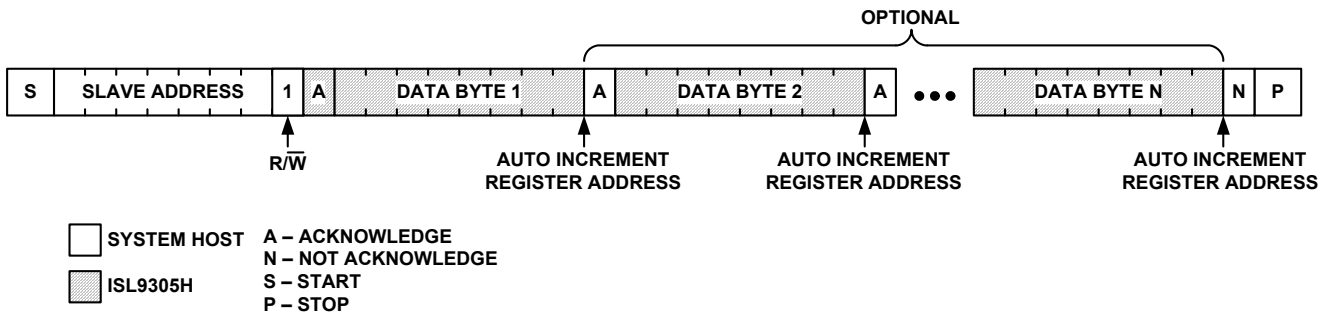 OPTIONAL
S SLAVE ADDRESS 1 A DATA BYTE 1 A DATA BYTE 2 A ●●● DATA BYTE N N P
R/W̅
AUTO INCREMENT
REGISTER ADDRESS
AUTO INCREMENT
REGISTER ADDRESS
AUTO INCREMENT
REGISTER ADDRESS
SYSTEM HOST
ISL9305H
A – ACKNOWLEDGE
N – NOT ACKNOWLEDGE
S – START
P – STOP